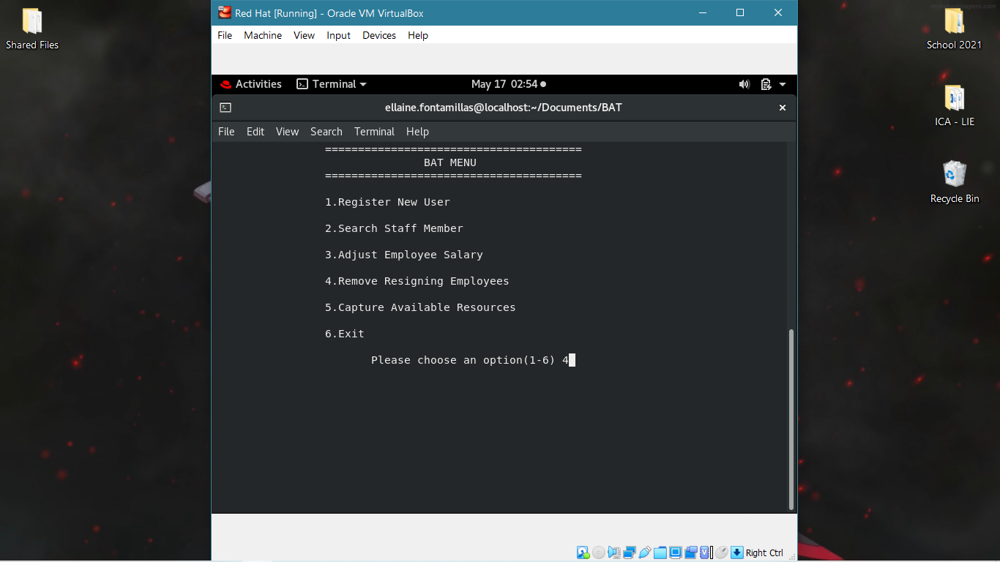 Red Hat [Running] - Oracle VM VirtualBox
File Machine View Input Devices Help
Shared Files
School 2021
ICA - LIE
Recycle Bin
Activities Terminal May 17 02:54
ellaine.fontamillas@localhost:~/Documents/BAT
File Edit View Search Terminal Help
=======================================
BAT MENU
=======================================
1.Register New User
2.Search Staff Member
3.Adjust Employee Salary
4.Remove Resigning Employees
5.Capture Available Resources
6.Exit
Please choose an option(1-6) 4
Right Ctrl